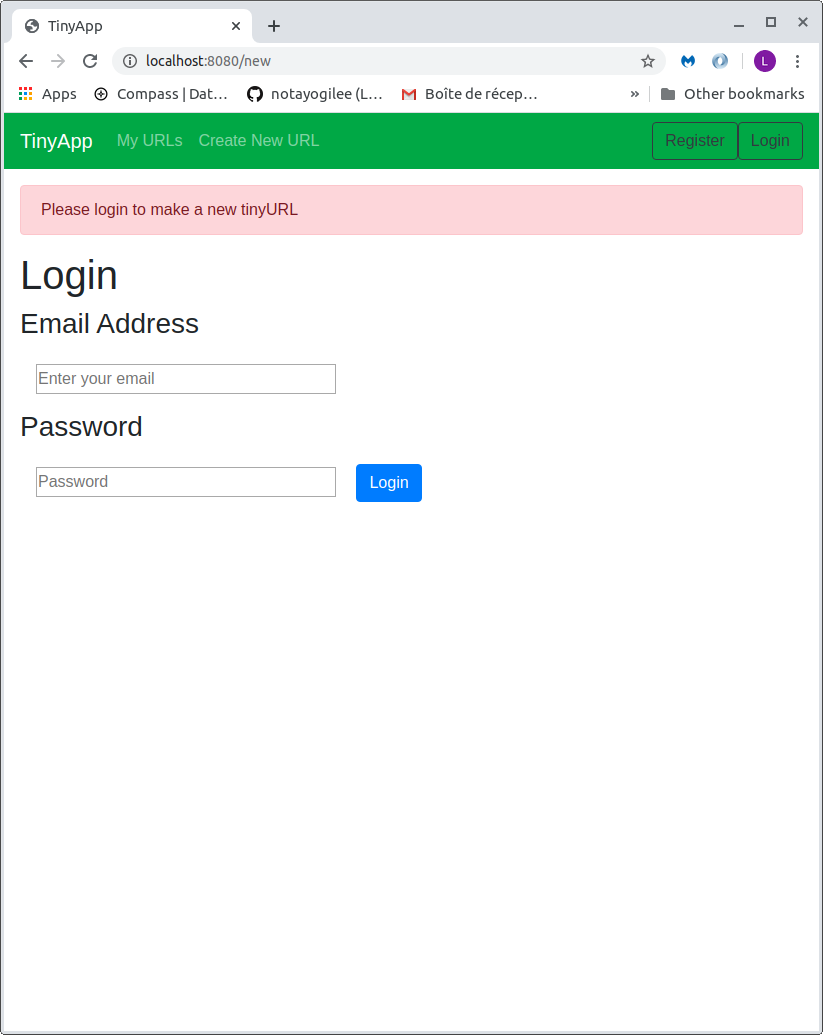 TinyApp
localhost:8080/new
L
Apps
Compass | Dat…
notayogilee (L…
Boîte de récep…
»
Other bookmarks
TinyApp My URLs Create New URL Register Login
Please login to make a new tinyURL
Login
Email Address
Enter your email
Password
Password Login